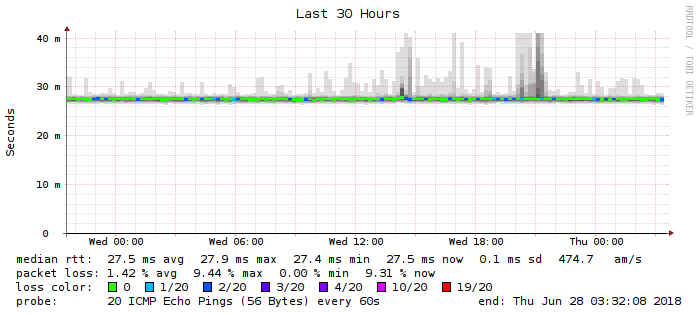 Last 30 Hours
RRDTOOL / TOBI OETIKER
40 m
30 m
20 m
10 m
0
Seconds
Wed 00:00 Wed 06:00 Wed 12:00 Wed 18:00 Thu 00:00
median rtt: 27.5 ms avg 27.9 ms max 27.4 ms min 27.5 ms now 0.1 ms sd 474.7 am/s
packet loss: 1.42 % avg 9.44 % max 0.00 % min 9.31 % now
loss color: 0 1/20 2/20 3/20 4/20 10/20 19/20
probe: 20 ICMP Echo Pings (56 Bytes) every 60s end: Thu Jun 28 03:32:08 2018